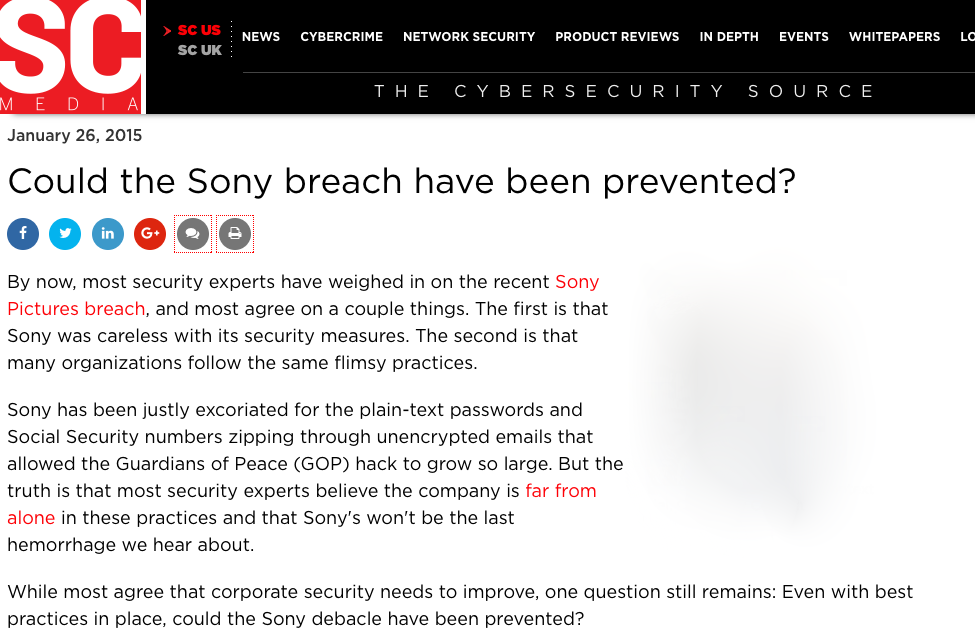 SC
MEDIA
SC US
SC UK
NEWS CYBERCRIME NETWORK SECURITY PRODUCT REVIEWS IN DEPTH EVENTS WHITEPAPERS LO
THE CYBERSECURITY SOURCE
January 26, 2015
Could the Sony breach have been prevented?
f in G+
By now, most security experts have weighed in on the recent Sony
Pictures breach, and most agree on a couple things. The first is that
Sony was careless with its security measures. The second is that
many organizations follow the same flimsy practices.
Sony has been justly excoriated for the plain-text passwords and
Social Security numbers zipping through unencrypted emails that
allowed the Guardians of Peace (GOP) hack to grow so large. But the
truth is that most security experts believe the company is far from
alone in these practices and that Sony's won't be the last
hemorrhage we hear about.
While most agree that corporate security needs to improve, one question still remains: Even with best
practices in place, could the Sony debacle have been prevented?